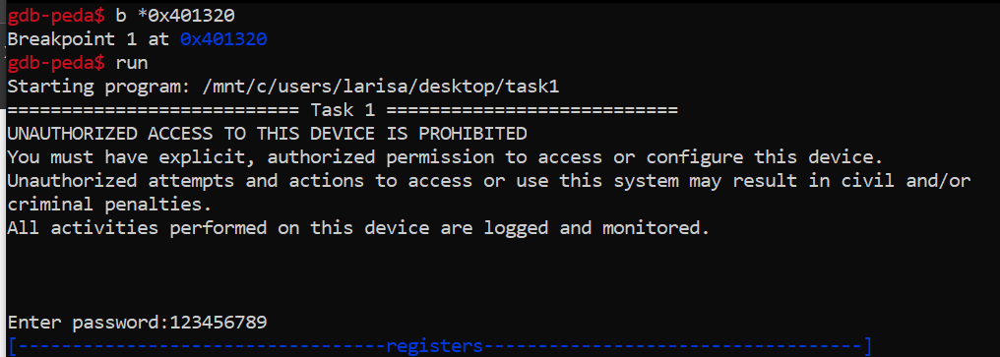 gdb-peda$ b *0x401320
Breakpoint 1 at 0x401320
gdb-peda$ run
Starting program: /mnt/c/users/larisa/desktop/task1
=========================== Task 1 ===========================
UNAUTHORIZED ACCESS TO THIS DEVICE IS PROHIBITED
You must have explicit, authorized permission to access or configure this device.
Unauthorized attempts and actions to access or use this system may result in civil and/or
criminal penalties.
All activities performed on this device are logged and monitored.
Enter password:123456789
[----------------------------------registers-----------------------------------]